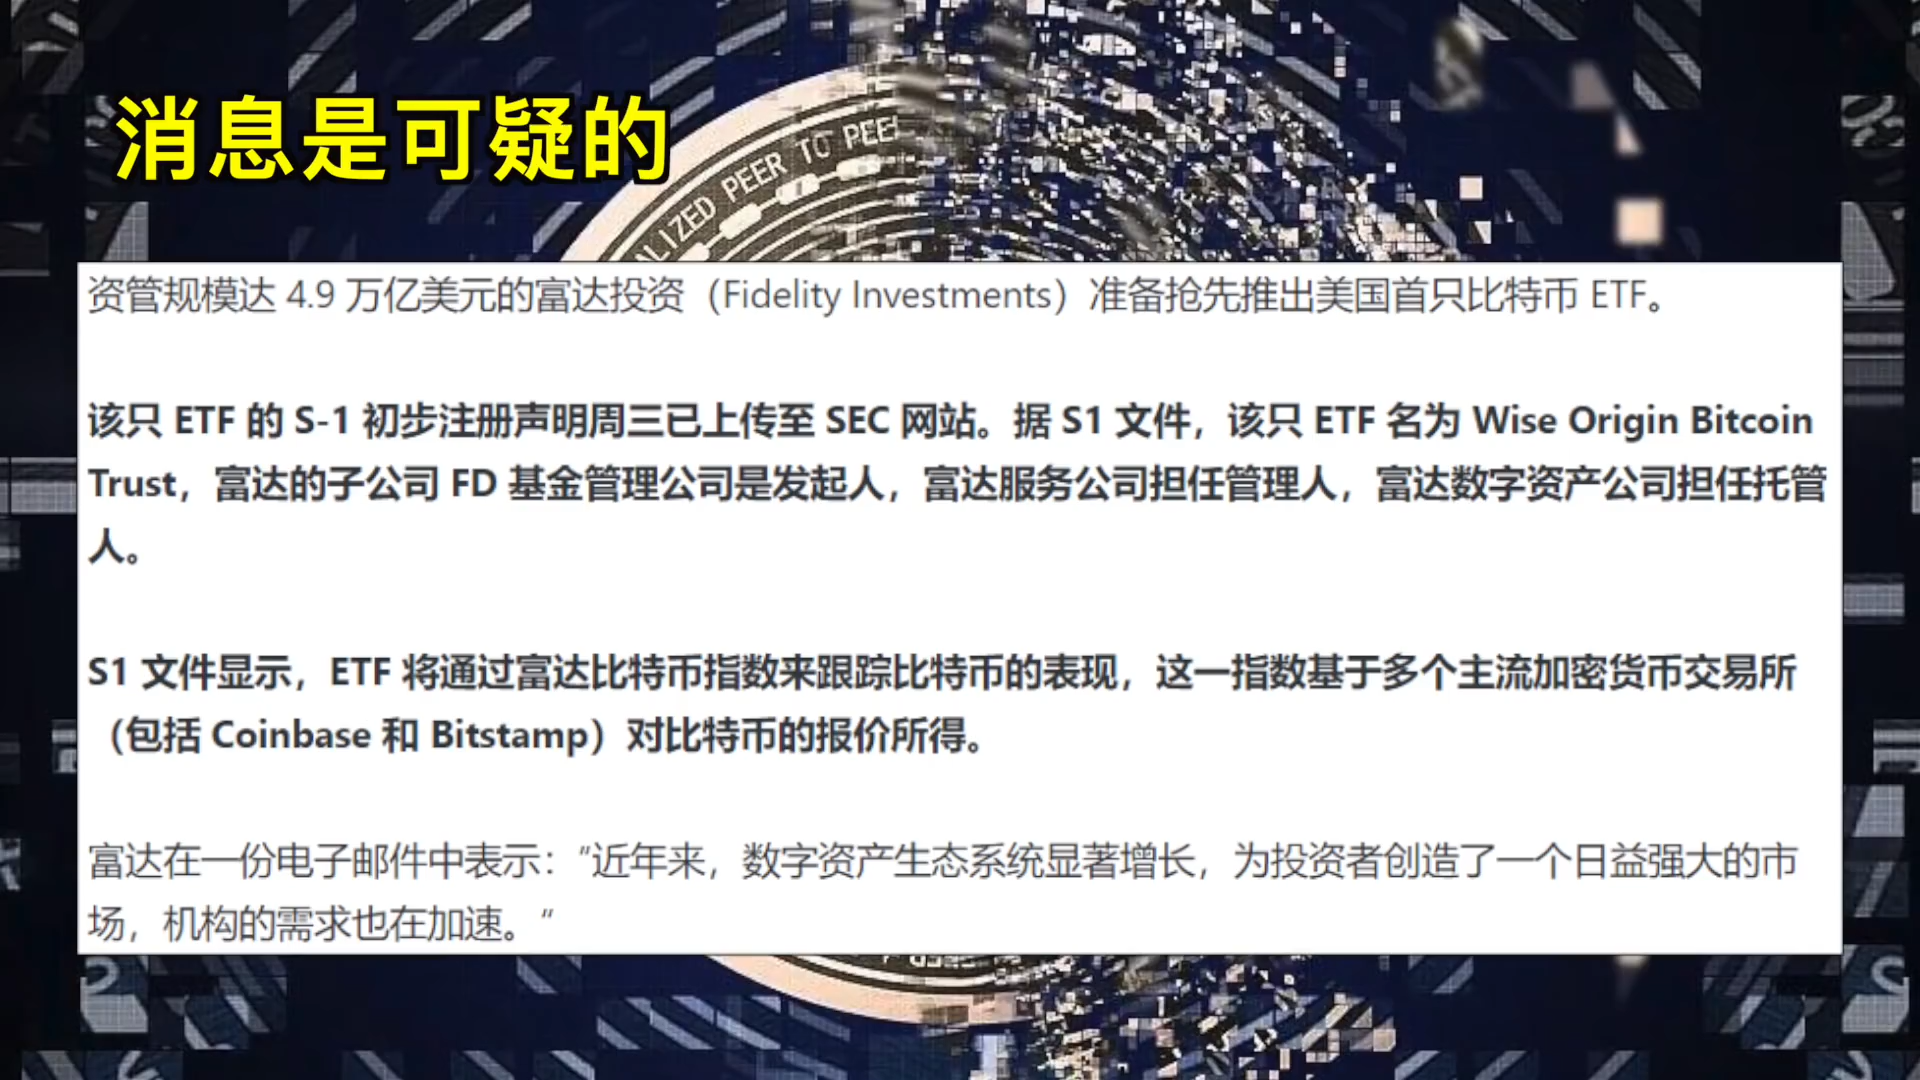 消息是可疑的
ALIZED PEER TO PEE
资管规模达 4.9 万亿美元的富达投资（Fidelity Investments）准备抢先推出美国首只比特币 ETF。
该只 ETF 的 S-1 初步注册声明周三已上传至 SEC 网站。据 S1 文件，该只 ETF 名为 Wise Origin Bitcoin
Trust，富达的子公司 FD 基金管理公司是发起人，富达服务公司担任管理人，富达数字资产公司担任托管
人。
S1 文件显示，ETF 将通过富达比特币指数来跟踪比特币的表现，这一指数基于多个主流加密货币交易所
（包括 Coinbase 和 Bitstamp）对比特币的报价所得。
富达在一份电子邮件中表示：“近年来，数字资产生态系统显著增长，为投资者创造了一个日益强大的市
场，机构的需求也在加速。“